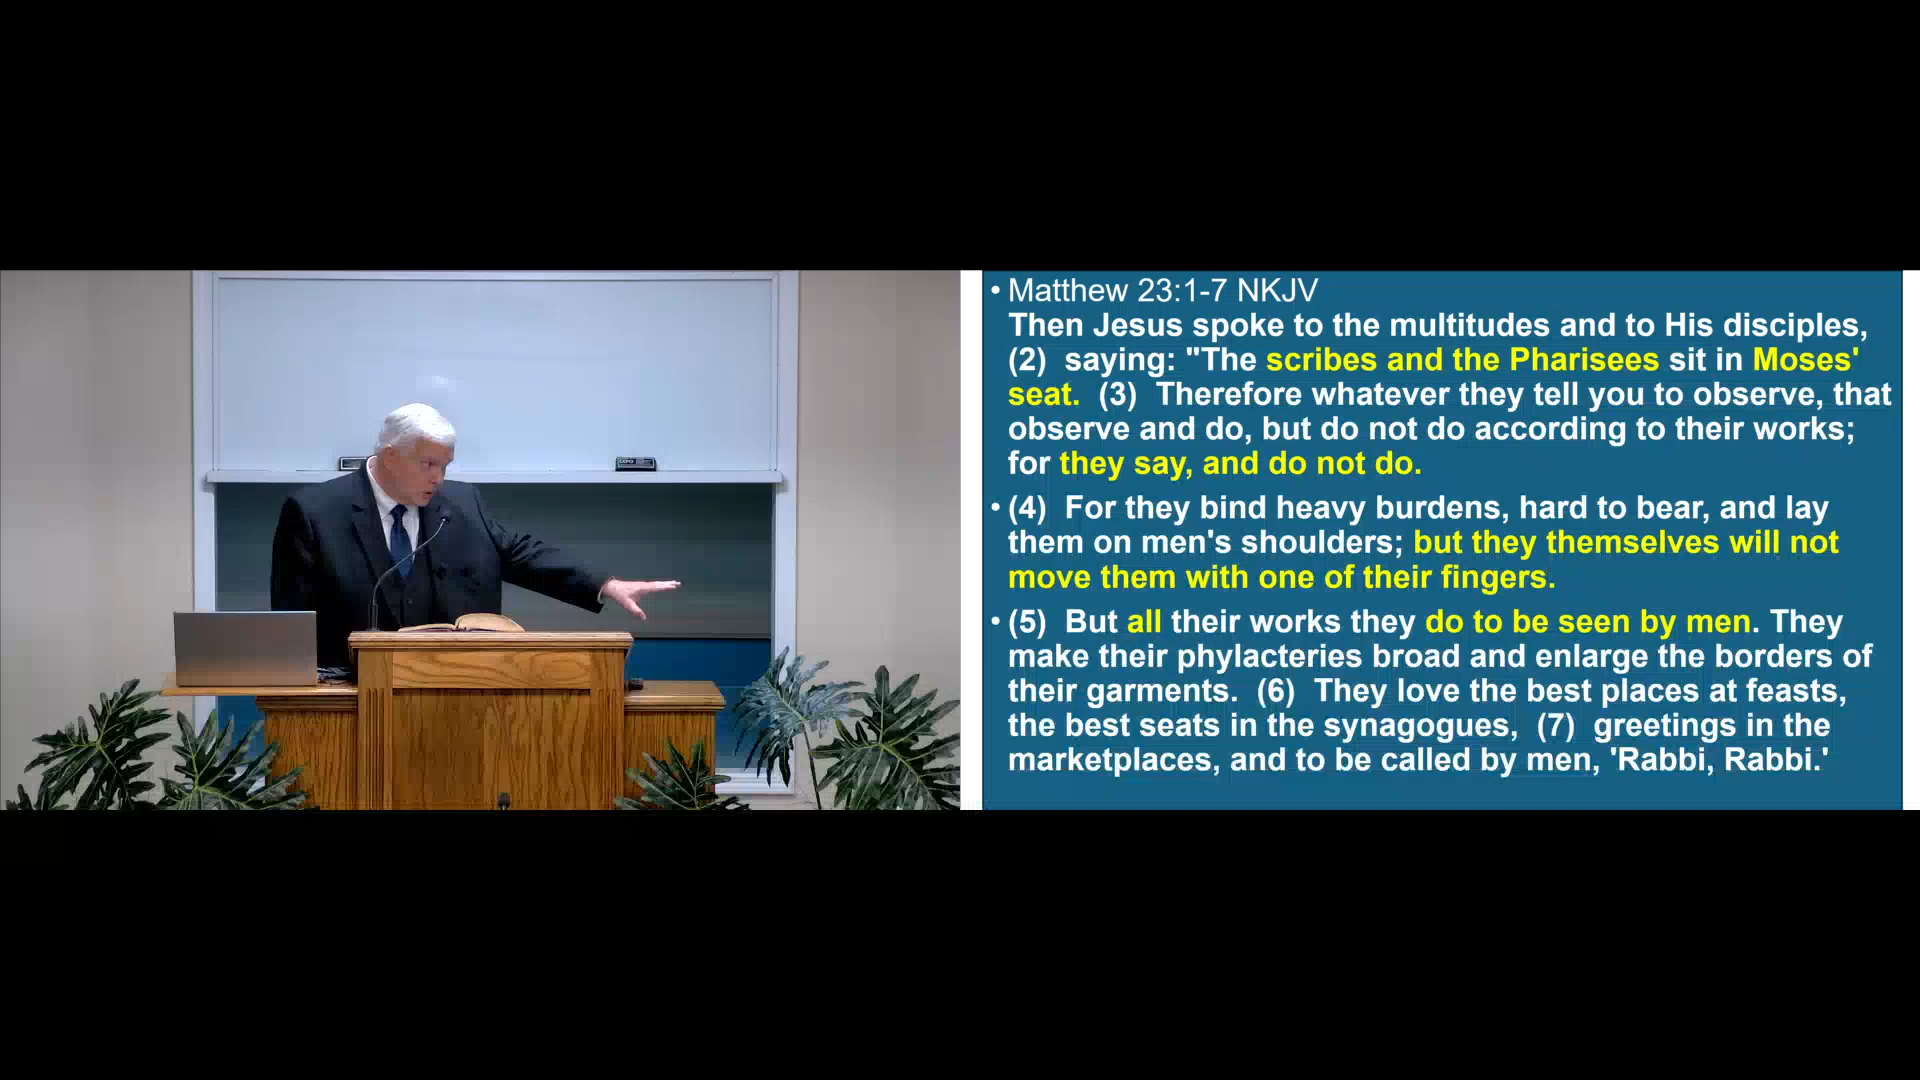 • Matthew 23:1-7 NKJV
Then Jesus spoke to the multitudes and to His disciples,
(2) saying: "The scribes and the Pharisees sit in Moses'
seat. (3) Therefore whatever they tell you to observe, that
observe and do, but do not do according to their works;
for they say, and do not do.
• (4) For they bind heavy burdens, hard to bear, and lay
them on men's shoulders; but they themselves will not
move them with one of their fingers.
• (5) But all their works they do to be seen by men. They
make their phylacteries broad and enlarge the borders of
their garments. (6) They love the best places at feasts,
the best seats in the synagogues, (7) greetings in the
marketplaces, and to be called by men, 'Rabbi, Rabbi.'